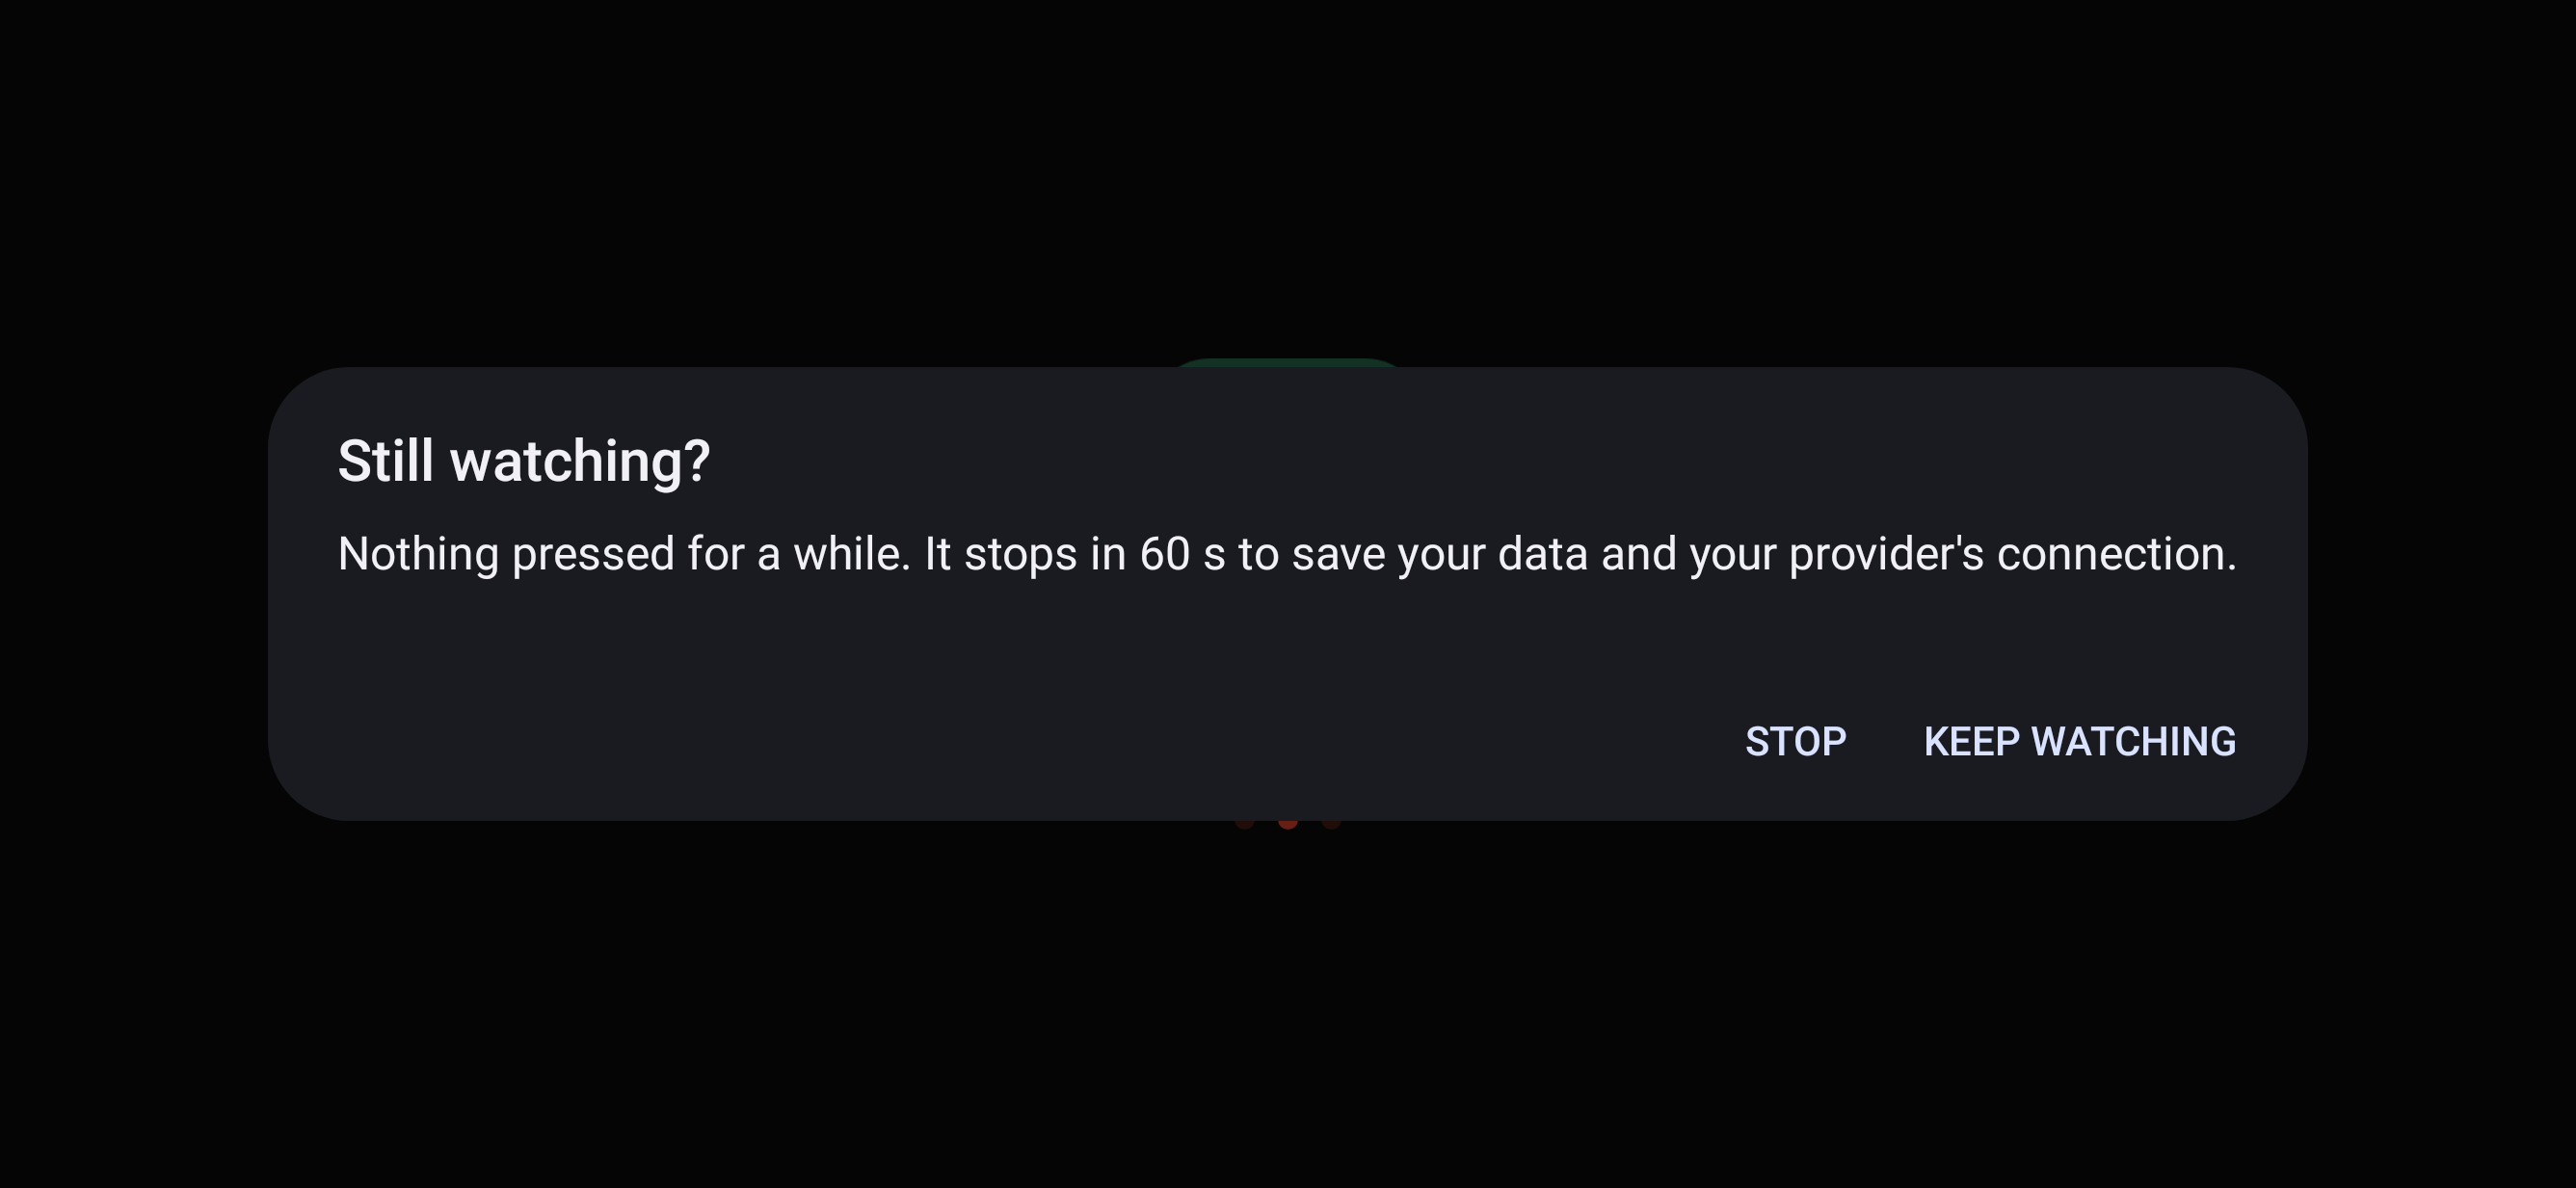 Still watching?
Nothing pressed for a while. It stops in 60 s to save your data and your provider's connection.
STOP KEEP WATCHING